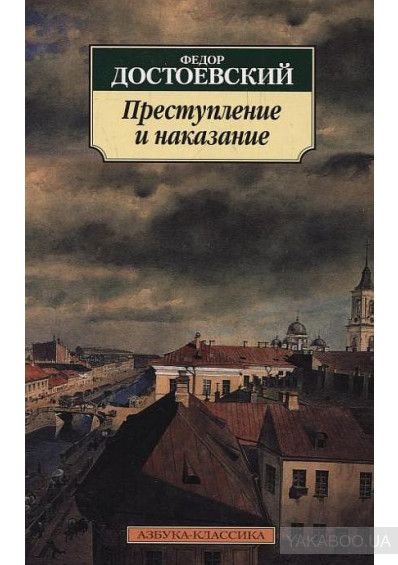 ФЕДОР
ДОСТОЕВСКИЙ
Преступление
и наказание
АЗБУКА-КЛАССИКА
YAKABOO.UA